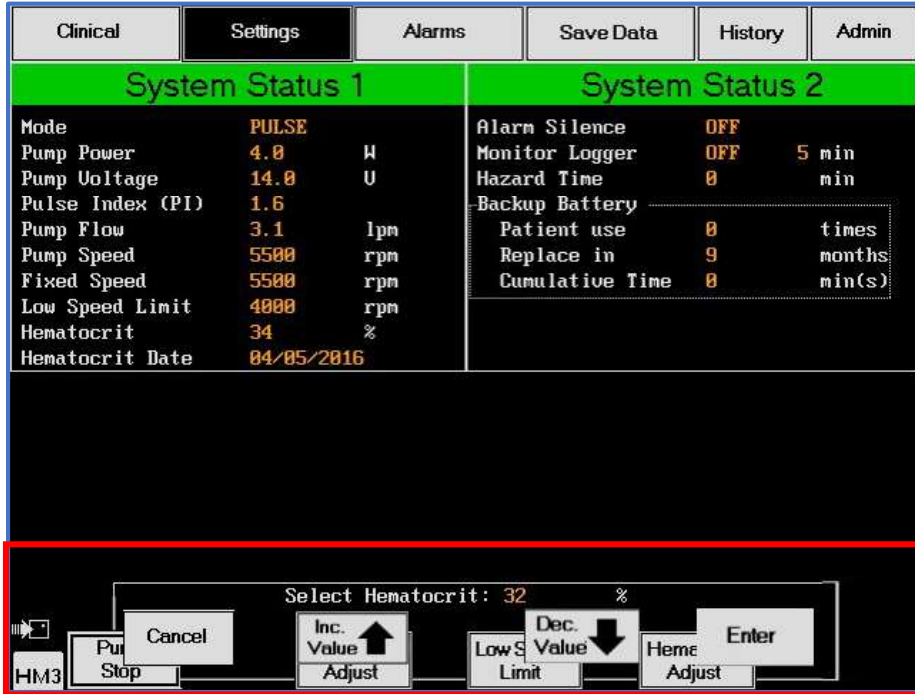 Clinical Settings Alarms Save Data History Admin
System Status 1
Mode PULSE
Pump Power 4.0 W
Pump Voltage 14.0 V
Pulse Index (PI) 1.6
Pump Flow 3.1 lpm
Pump Speed 5500 rpm
Fixed Speed 5500 rpm
Low Speed Limit 4000 rpm
Hematocrit 34 %
Hematocrit Date 04/05/2016
System Status 2
Alarm Silence OFF
Monitor Logger OFF 5 min
Hazard Time 0 min
Backup Battery
Patient use 0 times
Replace in 9 months
Cumulative Time 0 min(s)
Select Hematocrit: 32 %
Cancel
Inc.
Value
Dec.
Value
Enter
HM3
Pu
Stop
Adjust
Low S
Limit
Hema
Adjust